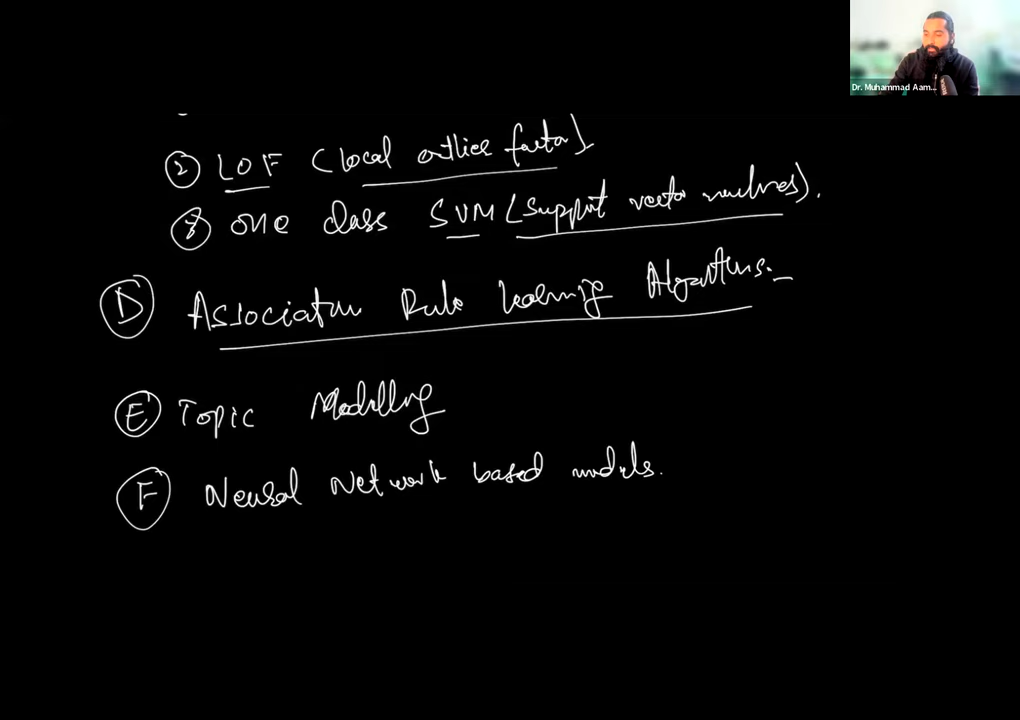 Dr. Muhammad Aam...
② LOF (local outlier factor)
③ one class SVM (support vector machines).
Ⓓ Association Rule learning Algorithms.
Ⓔ Topic Modelling
Ⓕ Neural Network based models.